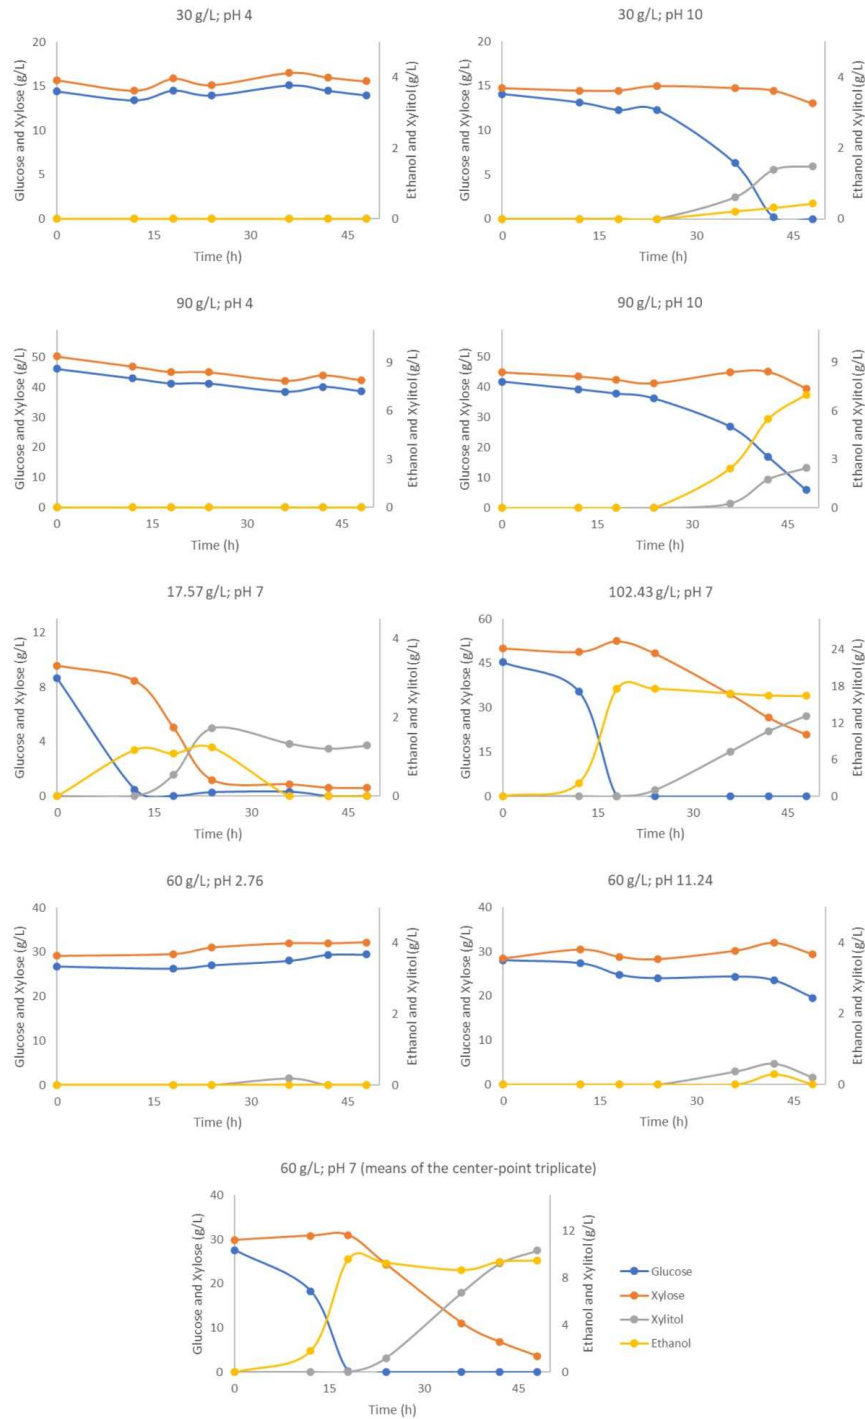 30 g/L; pH 4
20
15
10
5
0
Glucose and Xylose (g/L)
4
2
0
Ethanol and Xylitol (g/L)
0 15 30 45
Time (h)
30 g/L; pH 10
20
15
10
5
0
Glucose and Xylose (g/L)
4
2
0
Ethanol and Xylitol (g/L)
0 15 30 45
Time (h)
90 g/L; pH 4
50
40
30
20
10
0
Glucose and Xylose (g/L)
9
6
3
0
Ethanol and Xylitol (g/L)
0 15 30 45
Time (h)
90 g/L; pH 10
50
40
30
20
10
0
Glucose and Xylose (g/L)
9
6
3
0
Ethanol and Xylitol (g/L)
0 15 30 45
Time (h)
17.57 g/L; pH 7
12
8
4
0
Glucose and Xylose (g/L)
4
2
0
Ethanol and Xylitol (g/L)
0 15 30 45
Time (h)
102.43 g/L; pH 7
60
45
30
15
0
Glucose and Xylose (g/L)
24
18
12
6
0
Ethanol and Xylitol (g/L)
0 15 30 45
Time (h)
60 g/L; pH 2.76
40
30
20
10
0
Glucose and Xylose (g/L)
4
2
0
Ethanol and Xylitol (g/L)
0 15 30 45
Time (h)
60 g/L; pH 11.24
40
30
20
10
0
Glucose and Xylose (g/L)
4
2
0
Ethanol and Xylitol (g/L)
0 15 30 45
Time (h)
60 g/L; pH 7 (means of the center-point triplicate)
40
30
20
10
0
Glucose and Xylose (g/L)
12
8
4
0
Ethanol and Xylitol (g/L)
0 15 30 45
Time (h)
Glucose
Xylose
Xylitol
Ethanol